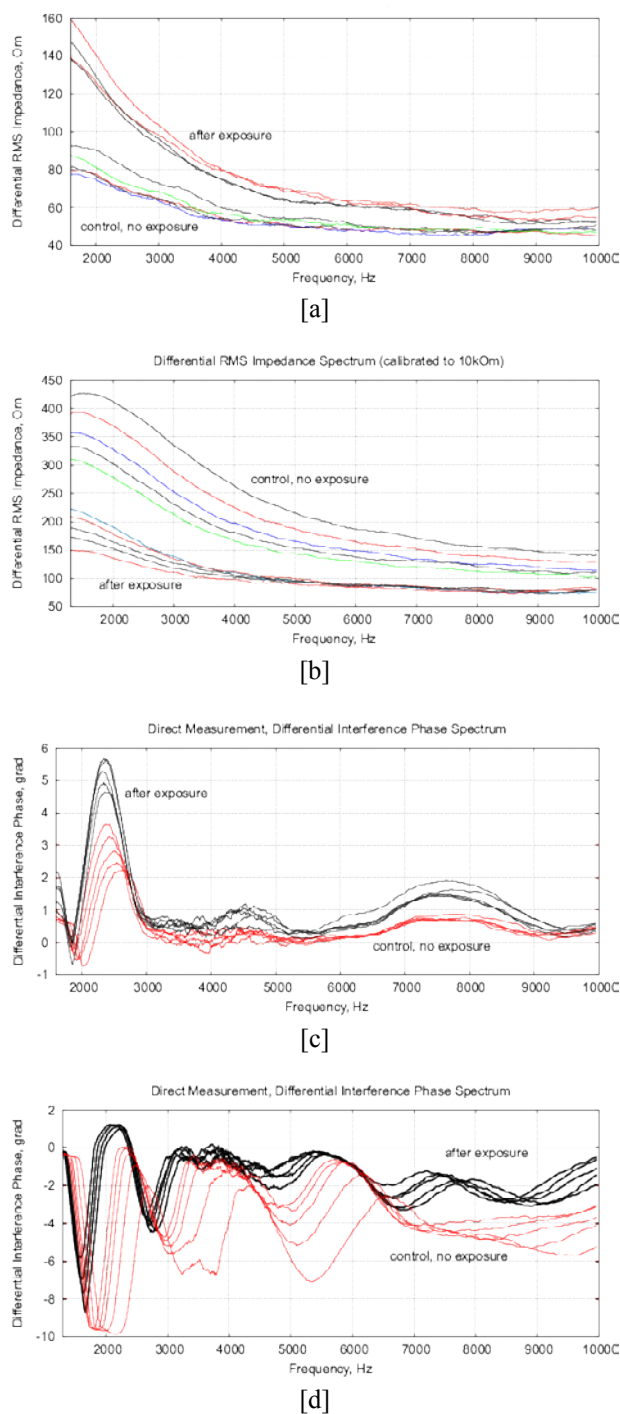 160
140
120
100
80
60
40
Differential RMS Impedance, Om
after exposure
control, no exposure
2000 3000 4000 5000 6000 7000 8000 9000 10000
Frequency, Hz
[a]
Differential RMS Impedance Spectrum (calibrated to 10kOm)
450
400
350
300
250
200
150
100
50
Differential RMS Impedance, Om
control, no exposure
after exposure
2000 3000 4000 5000 6000 7000 8000 9000 10000
Frequency, Hz
[b]
Direct Measurement, Differential Interference Phase Spectrum
6
5
4
3
2
1
0
-1
Differential Interference Phase, grad
after exposure
control, no exposure
2000 3000 4000 5000 6000 7000 8000 9000 10000
Frequency, Hz
[c]
Direct Measurement, Differential Interference Phase Spectrum
2
0
-2
-4
-6
-8
-10
Differential Interference Phase, grad
after exposure
control, no exposure
2000 3000 4000 5000 6000 7000 8000 9000 10000
Frequency, Hz
[d]